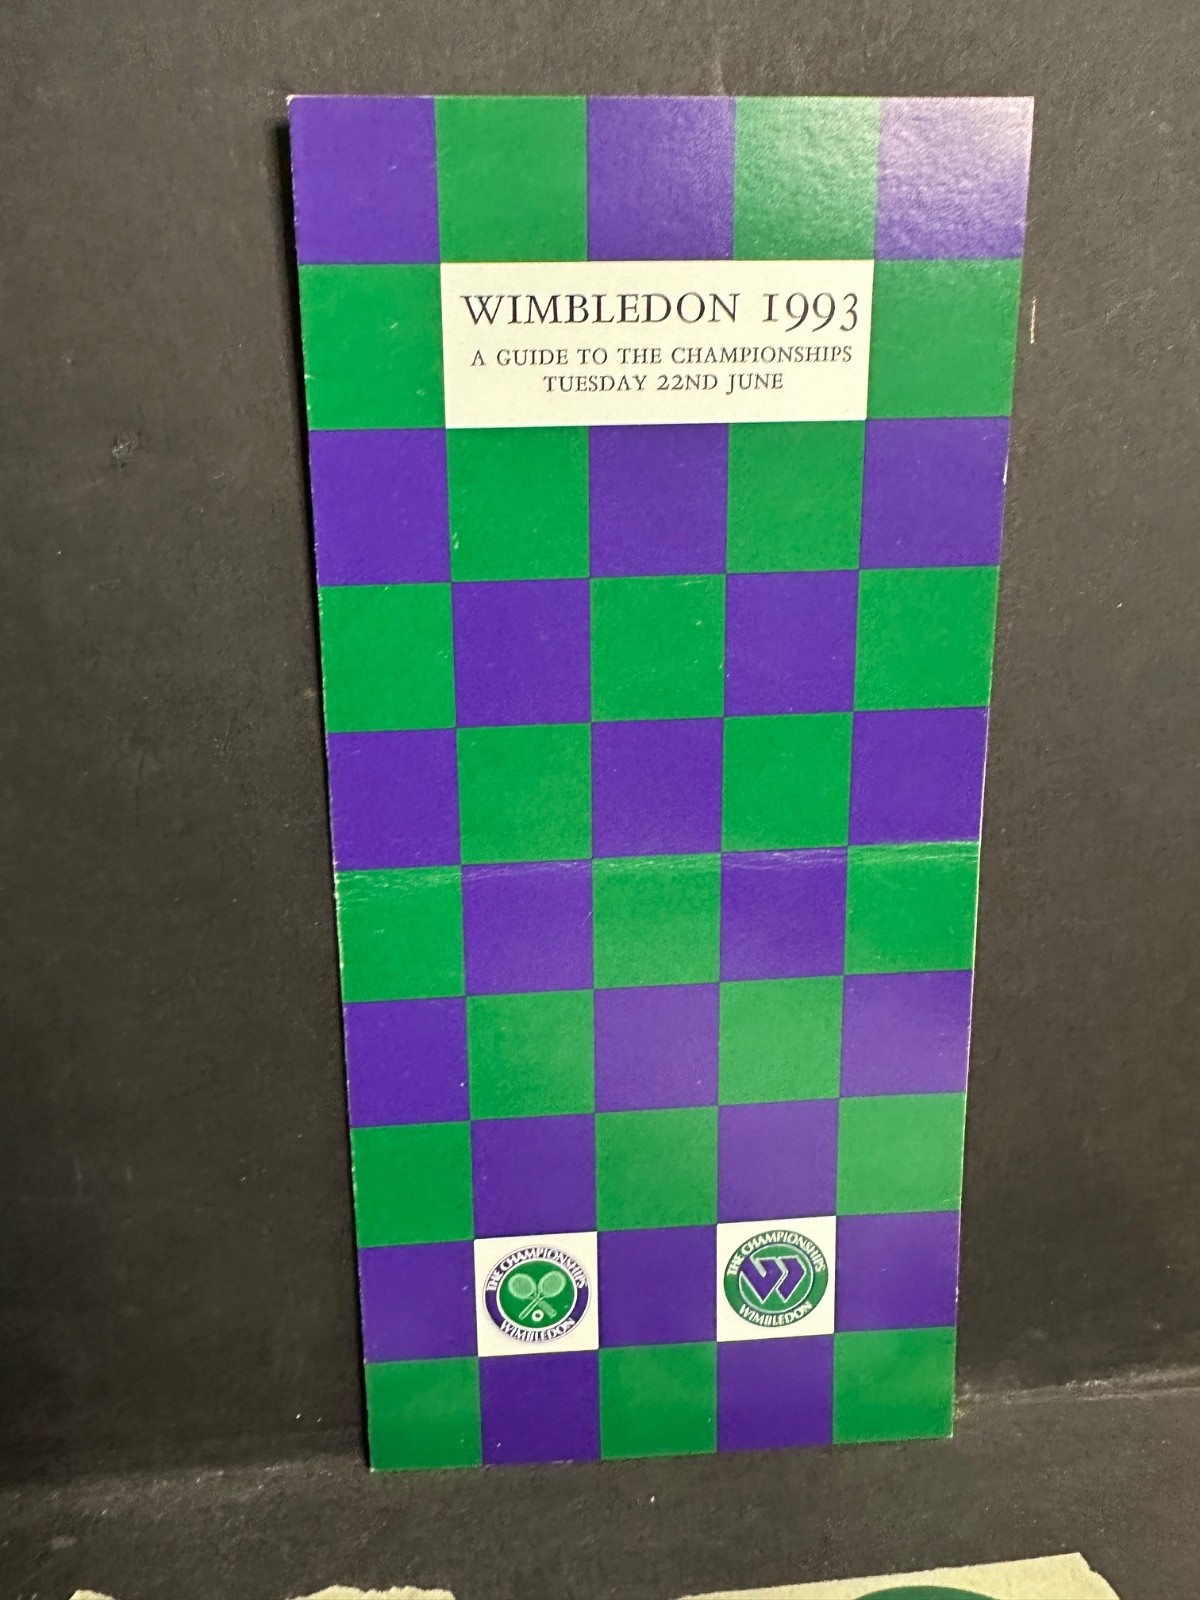 WIMBLEDON 1993
A GUIDE TO THE CHAMPIONSHIPS
TUESDAY 22ND JUNE
THE CHAMPIONSHIPS
WIMBLEDON
THE CHAMPIONSHIPS
W
WIMBLEDON